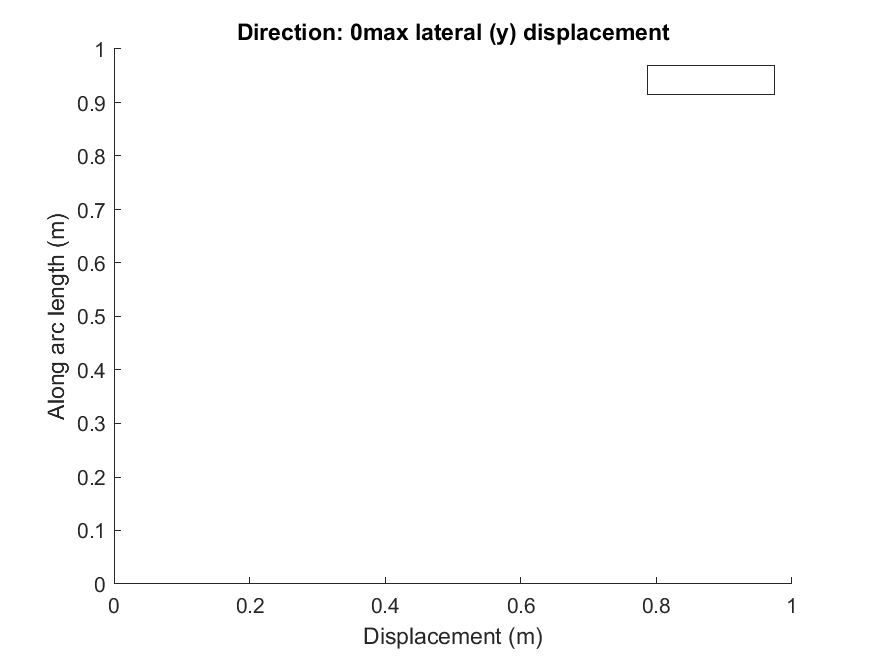 Direction: 0max lateral (y) displacement
1
0.9
0.8
0.7
0.6
0.5
0.4
0.3
0.2
0.1
0
Along arc length (m)
0 0.2 0.4 0.6 0.8 1
Displacement (m)